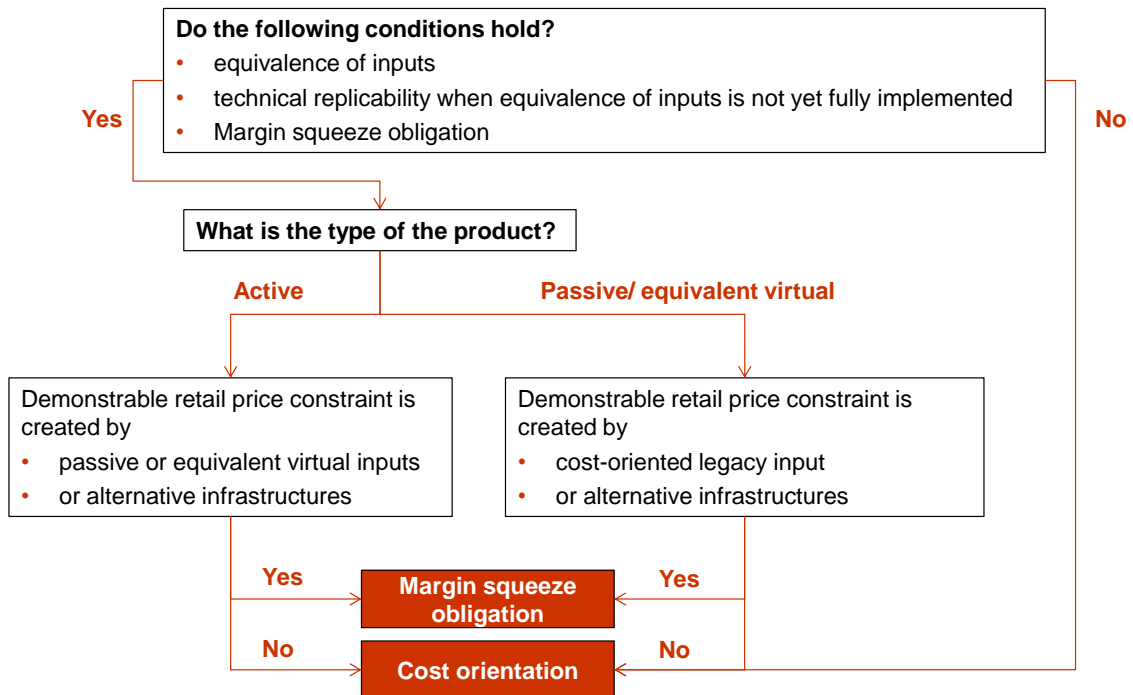 Do the following conditions hold?
• equivalence of inputs
• technical replicability when equivalence of inputs is not yet fully implemented
• Margin squeeze obligation
Yes
No
What is the type of the product?
Active
Passive/ equivalent virtual
Demonstrable retail price constraint is
created by
• passive or equivalent virtual inputs
• or alternative infrastructures
Demonstrable retail price constraint is
created by
• cost-oriented legacy input
• or alternative infrastructures
Yes
Margin squeeze
obligation
Yes
No
Cost orientation
No